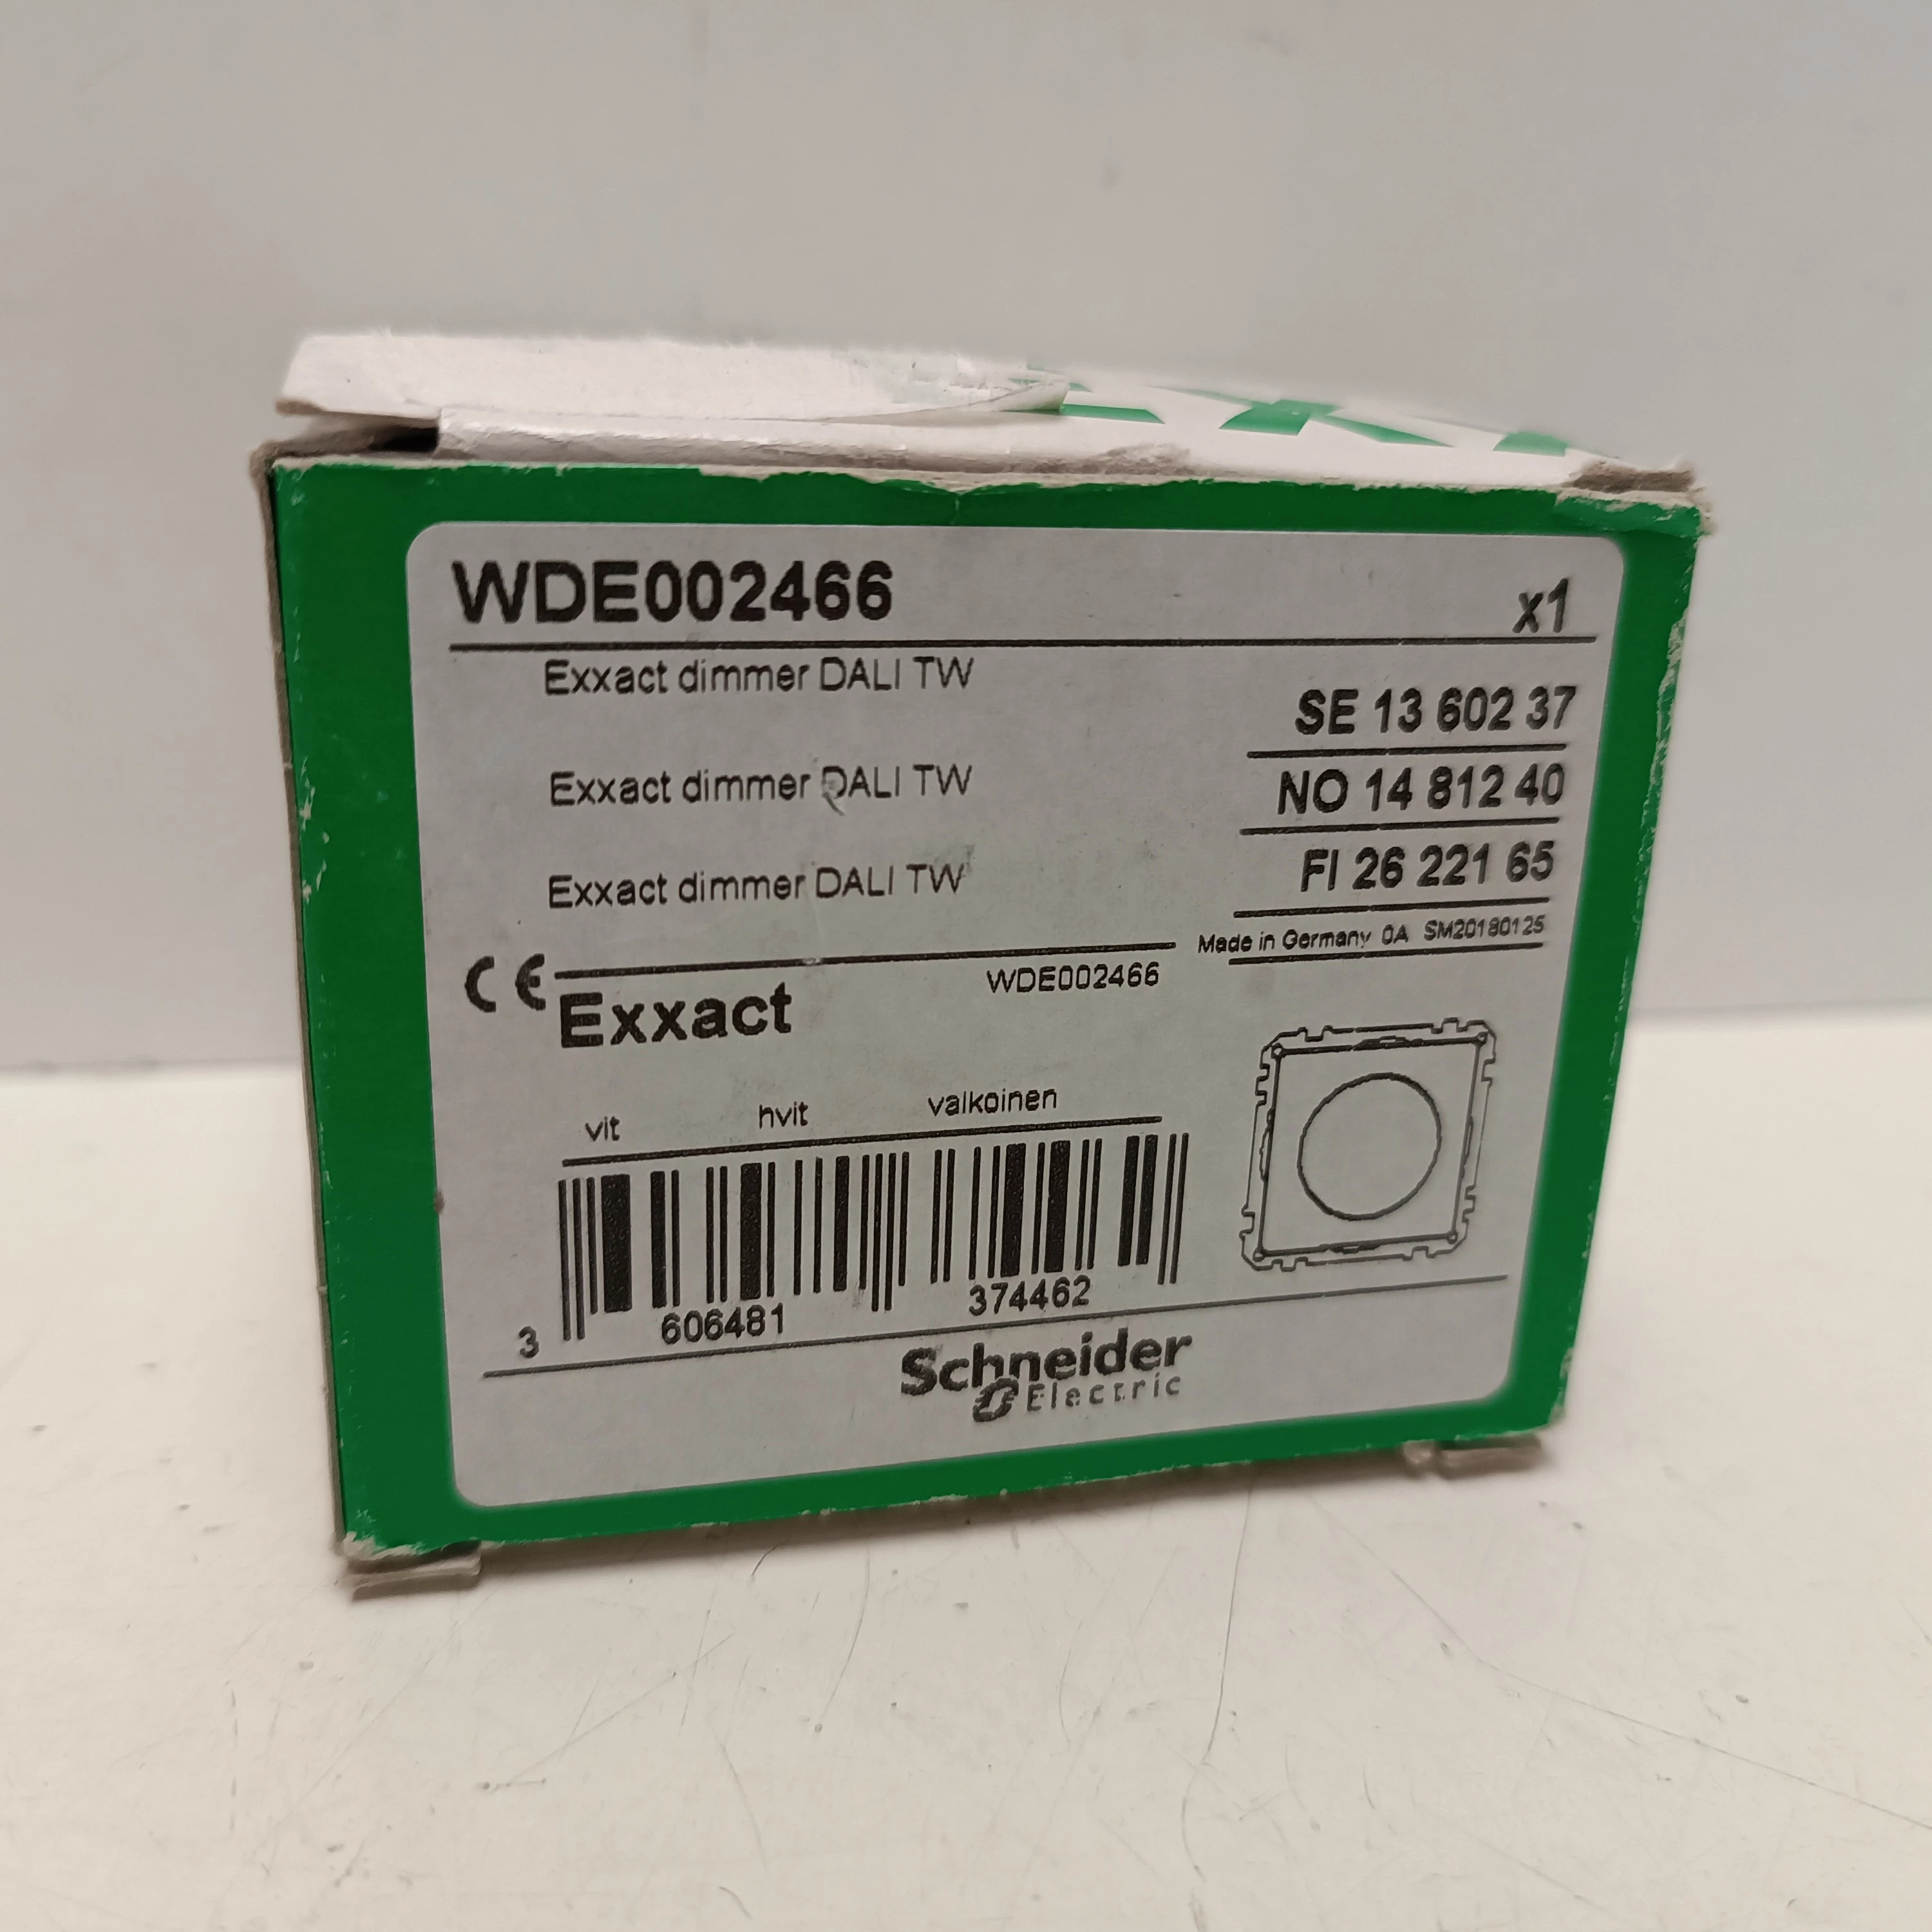 WDE002466
x1
Exxact dimmer DALI TW
SE 13 602 37
Exxact dimmer DALI TW
NO 14 812 40
Exxact dimmer DALI TW
FI 26 221 65
Made in Germany 0A SM20180125
CE
WDE002466
Exxact
vit hvit valkoinen
3 606481 374462
Schneider
Electric